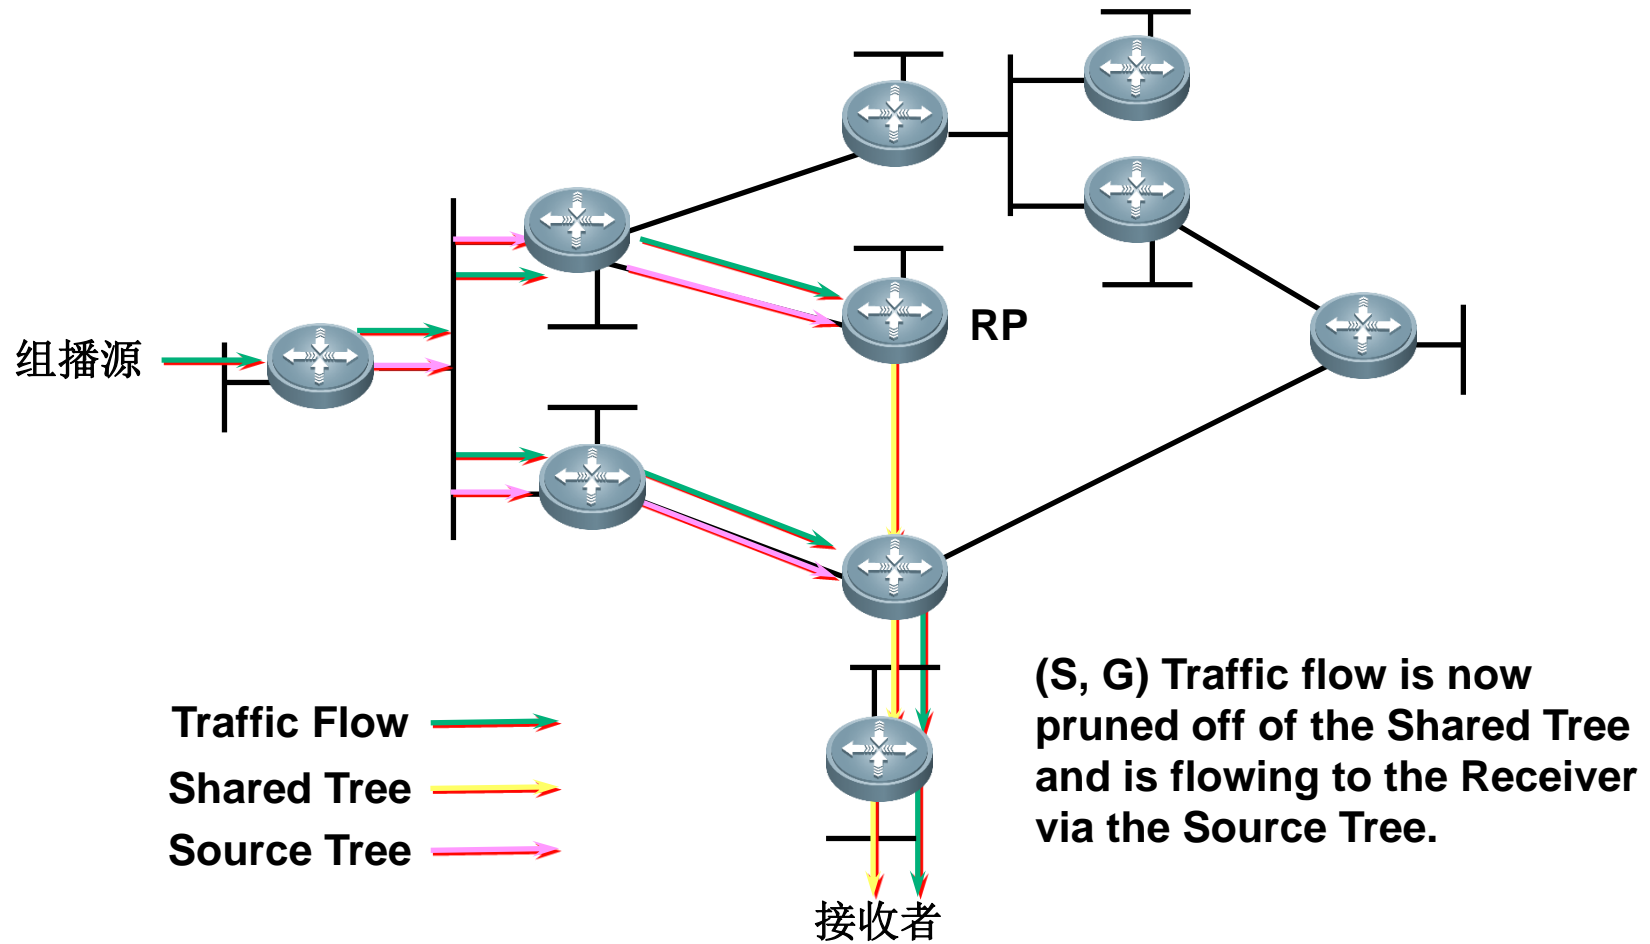 RP
组播源
(S, G) Traffic flow is now
pruned off of the Shared Tree
and is flowing to the Receiver
via the Source Tree.
Traffic Flow
Shared Tree
Source Tree
接收者